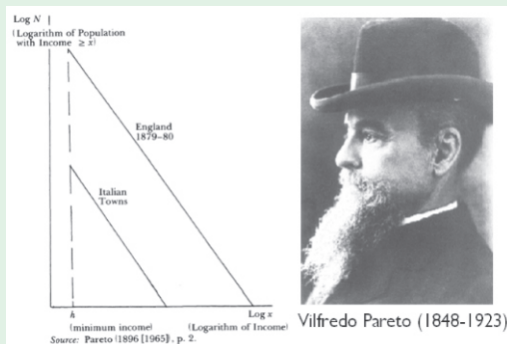 Log N |
(Logarithm of Population
with Income ≥ x)
England
1879–80
Italian
Towns
h
Log x
(minimum income)
(Logarithm of Income)
Source: Pareto (1896 [1965]), p. 2.
Vilfredo Pareto (1848-1923)